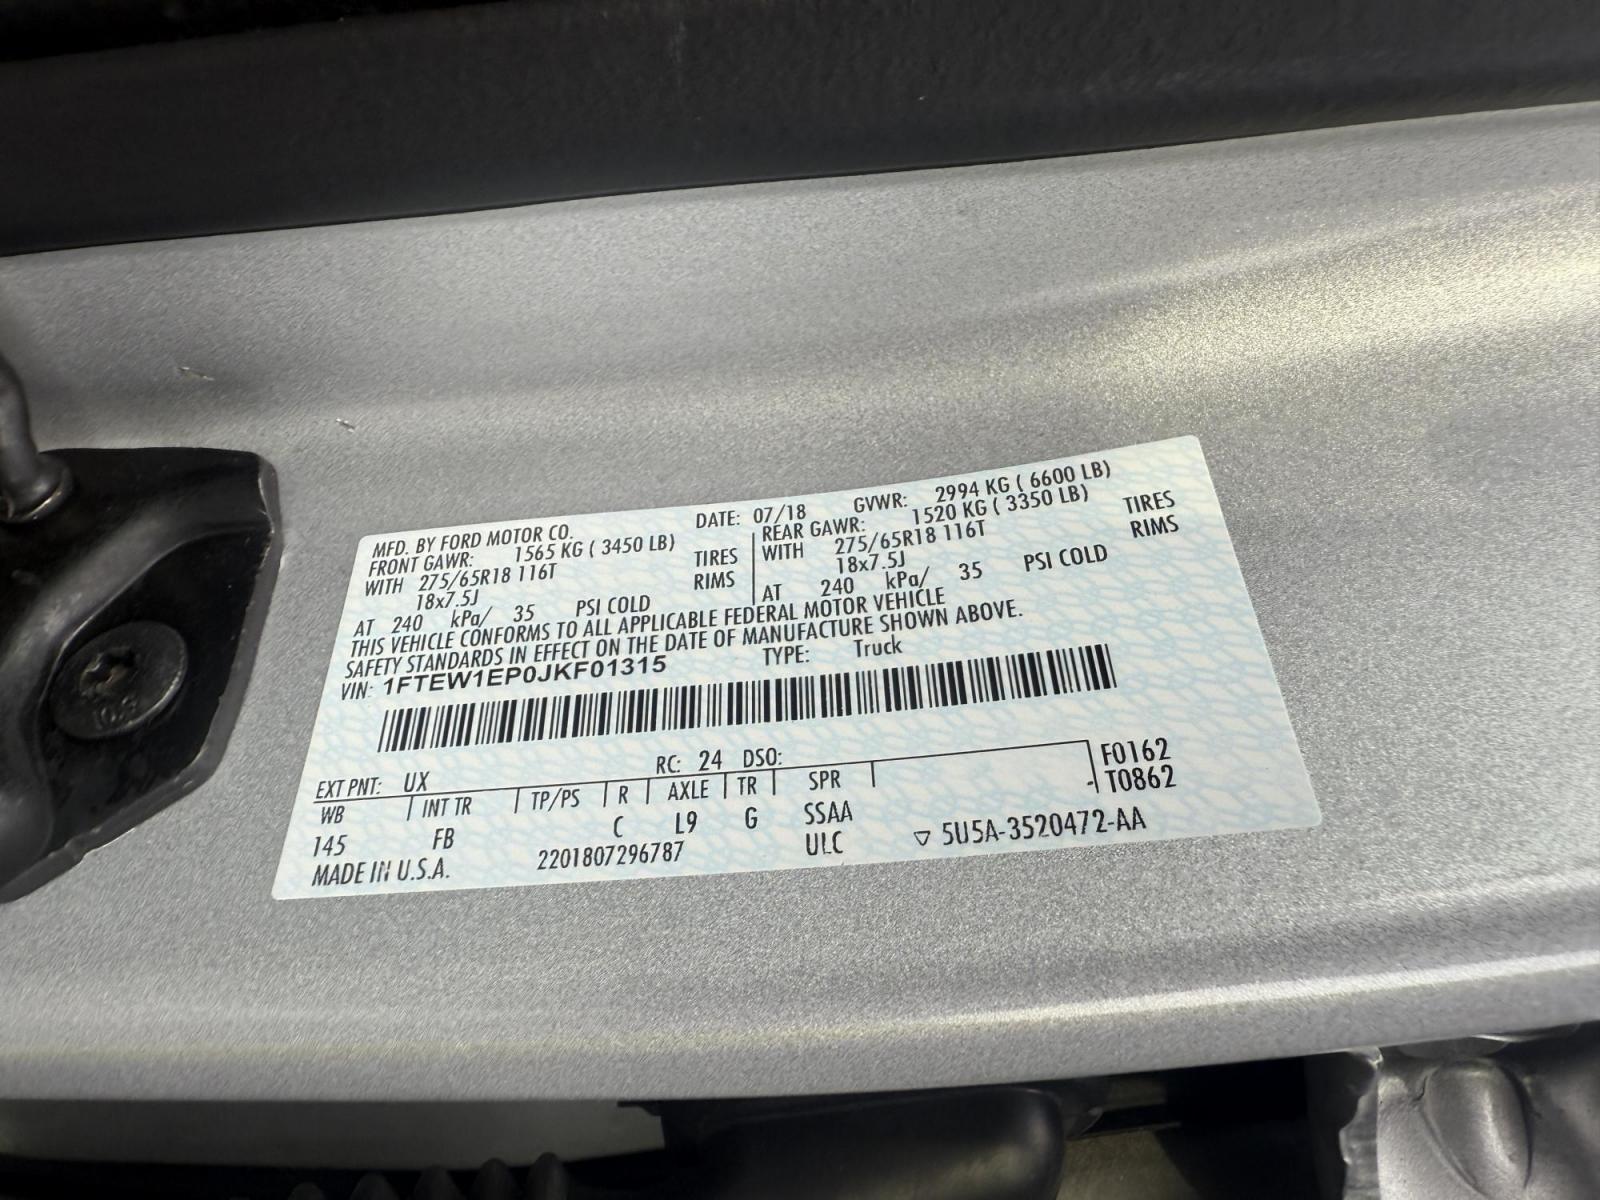 MFD. BY FORD MOTOR CO. DATE: 07/18 GVWR: 2994 KG ( 6600 LB)
FRONT GAWR: 1565 KG ( 3450 LB) REAR GAWR: 1520 KG ( 3350 LB)
WITH 275/65R18 116T TIRES WITH 275/65R18 116T TIRES
18x7.5J RIMS 18x7.5J RIMS
AT 240 kPa/ 35 PSI COLD AT 240 kPa/ 35 PSI COLD
THIS VEHICLE CONFORMS TO ALL APPLICABLE FEDERAL MOTOR VEHICLE
SAFETY STANDARDS IN EFFECT ON THE DATE OF MANUFACTURE SHOWN ABOVE.
VIN: 1FTEW1EP0JKF01315 TYPE: Truck
EXT PNT: UX RC: 24 DSO: F0162
WB INT TR TP/PS R AXLE TR SPR T0862
145 FB C L9 G SSAA
MADE IN U.S.A. 2201807296787 ULC ▽ 5U5A-3520472-AA
10.9